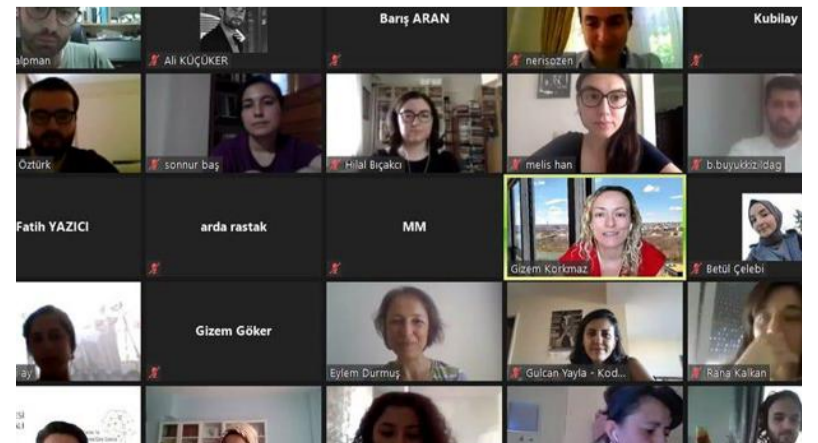 alpman
Ali KÜÇÜKER
Barış ARAN
nerisozen
Kubilay
Öztürk
sonnur baş
Hilal Bıçakcı
melis han
b.buyukkizildag
Fatih YAZICI
arda rastak
MM
Gizem Korkmaz
Betül Çelebi
ay
Gizem Göker
Eylem Durmuş
Gulcan Yayla - Kod...
Rana Kalkan